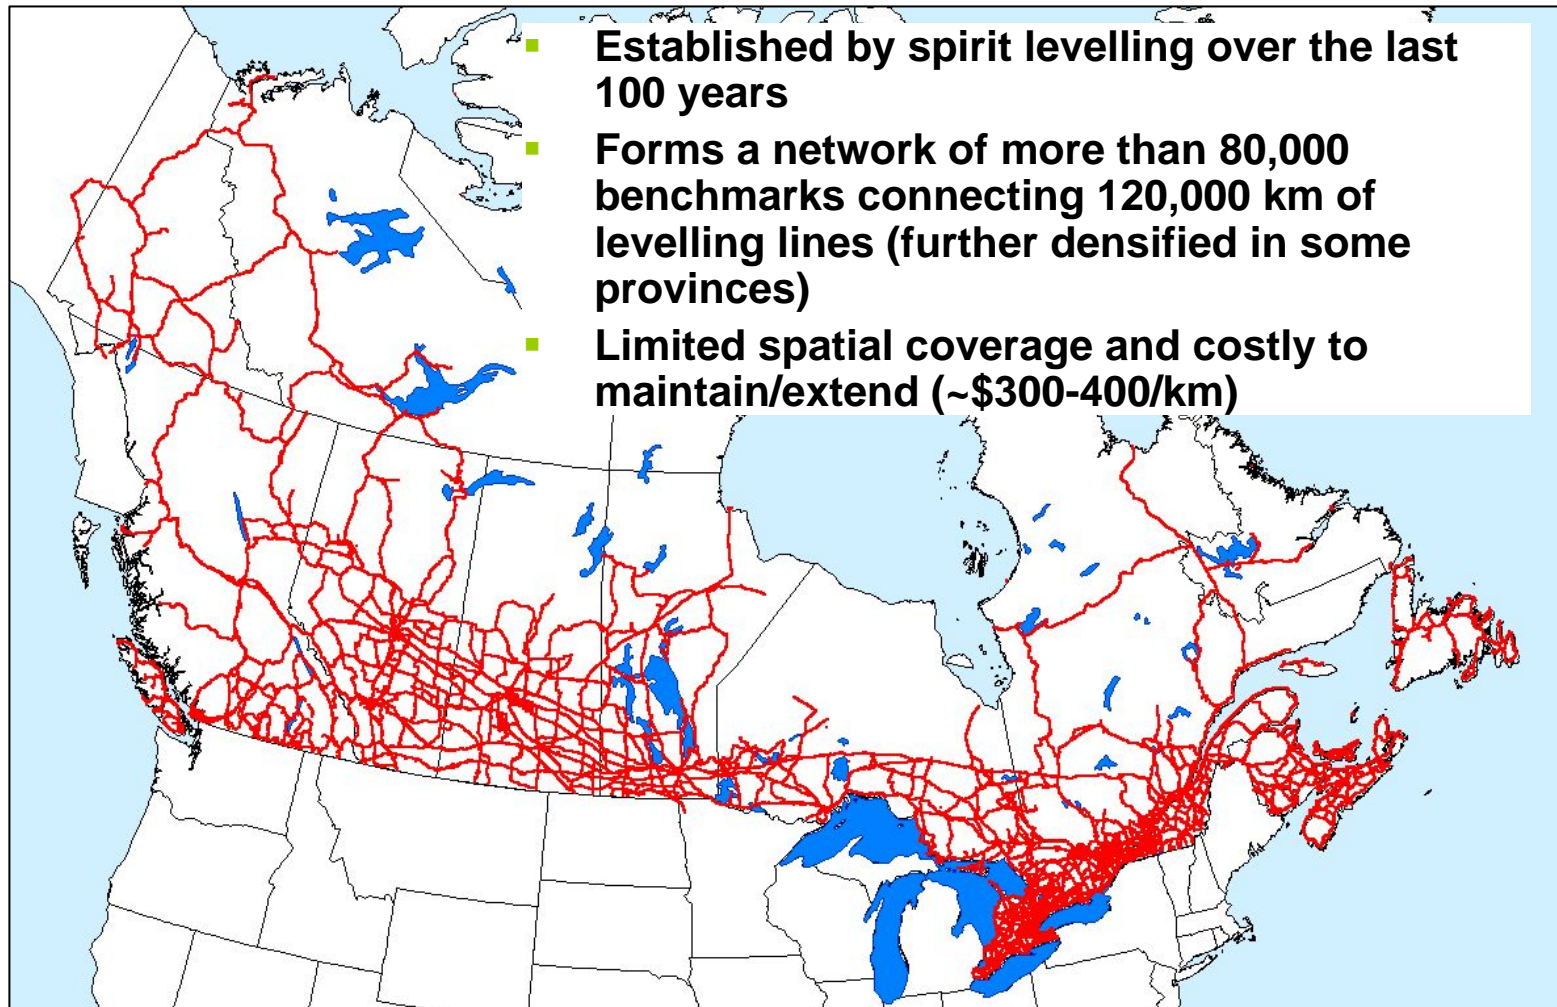 ▪ Established by spirit levelling over the last
100 years
▪ Forms a network of more than 80,000
benchmarks connecting 120,000 km of
levelling lines (further densified in some
provinces)
▪ Limited spatial coverage and costly to
maintain/extend (~$300-400/km)